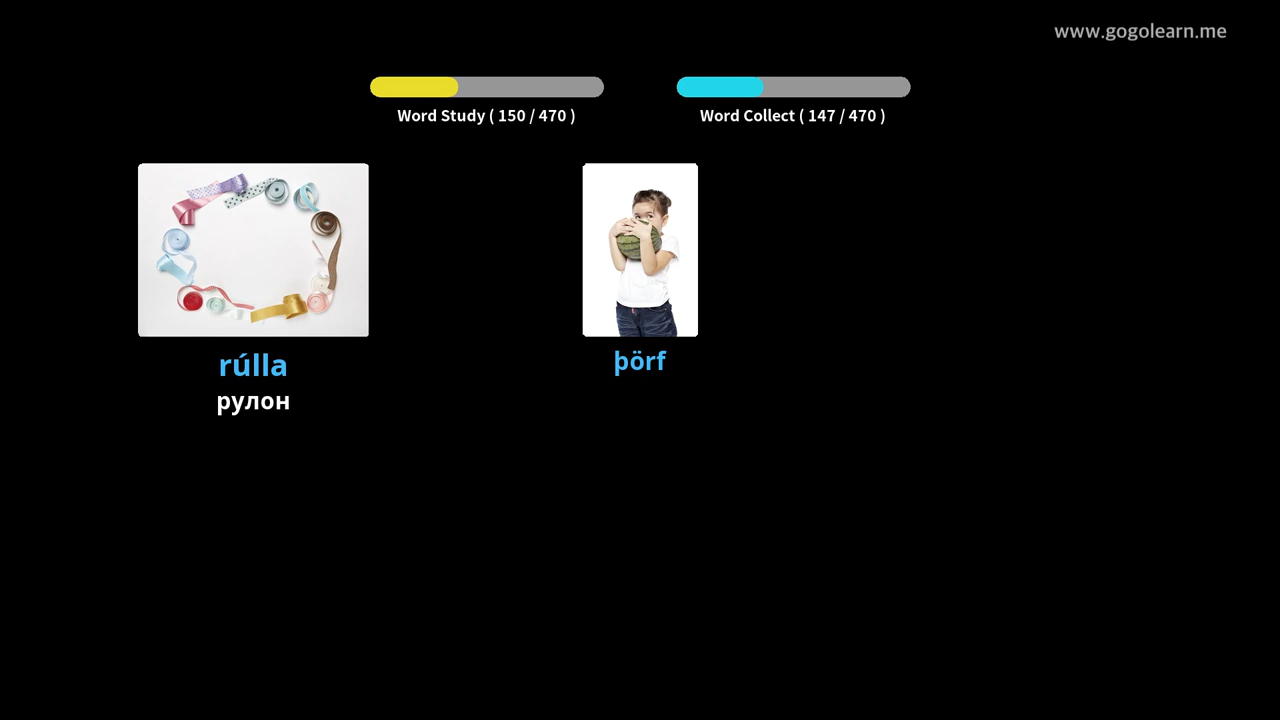 www.gogolearn.me
Word Study ( 150 / 470 )
Word Collect ( 147 / 470 )
rúlla
рулон
þörf